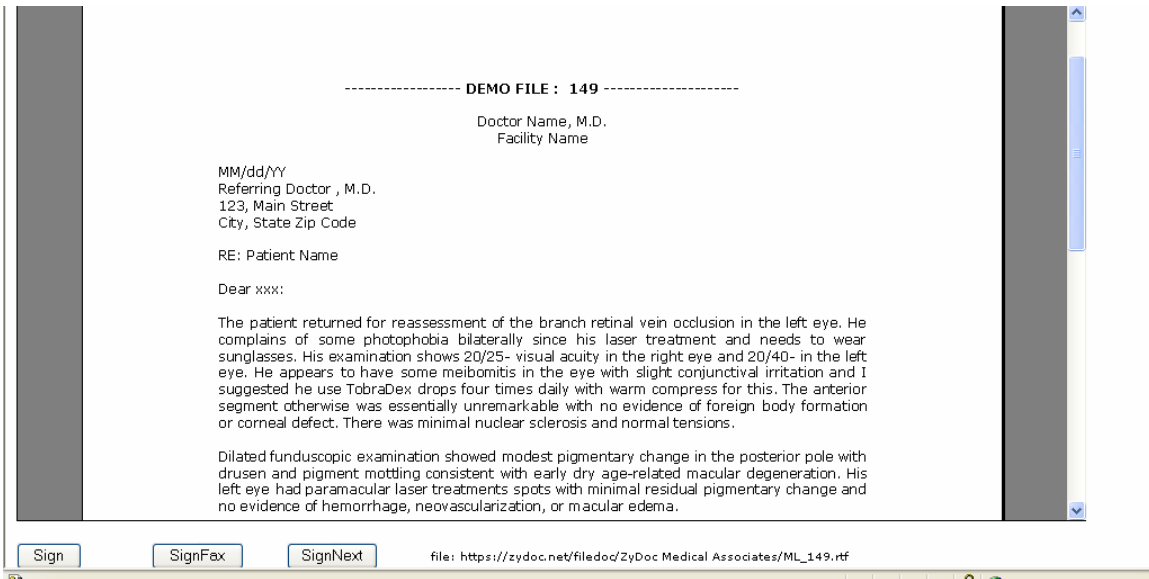 ----------------- DEMO FILE :  149 ---------------------
Doctor Name, M.D.
Facility Name
MM/dd/YY
Referring Doctor , M.D.
123, Main Street
City, State Zip Code
RE: Patient Name
Dear xxx:
The patient returned for reassessment of the branch retinal vein occlusion in the left eye. He
complains of some photophobia bilaterally since his laser treatment and needs to wear
sunglasses. His examination shows 20/25- visual acuity in the right eye and 20/40- in the left
eye. He appears to have some meibomitis in the eye with slight conjunctival irritation and I
suggested he use TobraDex drops four times daily with warm compress for this. The anterior
segment otherwise was essentially unremarkable with no evidence of foreign body formation
or corneal defect. There was minimal nuclear sclerosis and normal tensions.
Dilated funduscopic examination showed modest pigmentary change in the posterior pole with
drusen and pigment mottling consistent with early dry age-related macular degeneration. His
left eye had paramacular laser treatments spots with minimal residual pigmentary change and
no evidence of hemorrhage, neovascularization, or macular edema.
Sign SignFax SignNext file: https://zydoc.net/filedoc/ZyDoc Medical Associates/ML_149.rtf